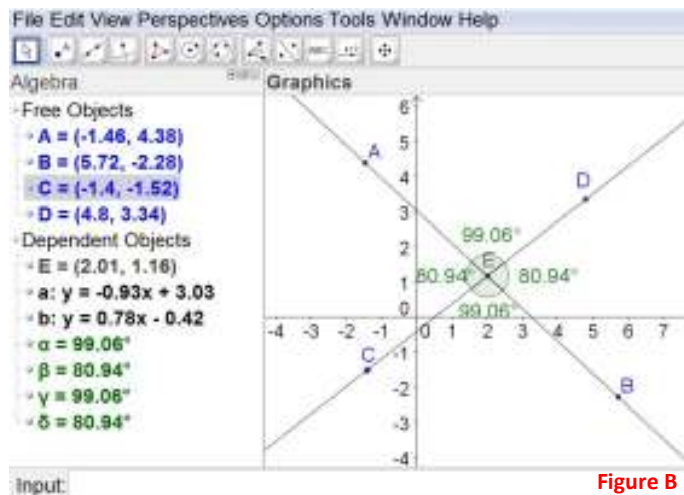 File Edit View Perspectives Options Tools Window Help
Algebra
Graphics
Free Objects
A = (-1.46, 4.38)
B = (5.72, -2.28)
C = (-1.4, -1.52)
D = (4.8, 3.34)
Dependent Objects
E = (2.01, 1.16)
a: y = -0.93x + 3.03
b: y = 0.78x - 0.42
α = 99.06°
β = 80.94°
γ = 99.06°
δ = 80.94°
6
5
4
3
2
1
0
-1
-2
-3
-4
-4 -3 -2 -1 0 1 2 3 4 5 6 7
A
D
99.06°
E
80.94° 80.94°
99.06°
C
B
Input:
Figure B